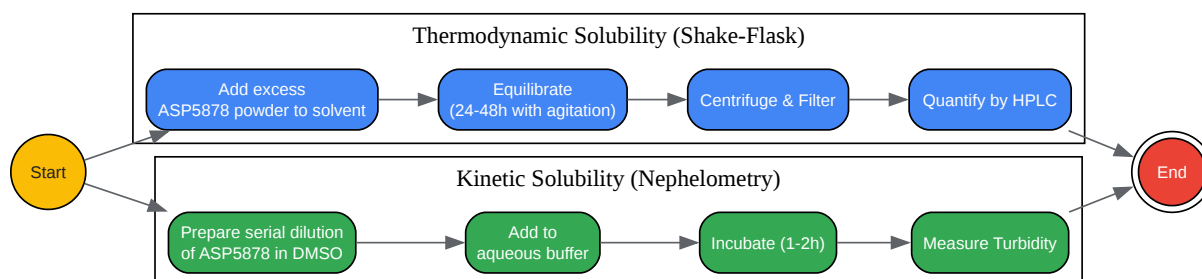 Thermodynamic Solubility (Shake-Flask)
Add excess
ASP5878 powder to solvent
Equilibrate
(24-48h with agitation)
Centrifuge & Filter
Quantify by HPLC
Start
End
Kinetic Solubility (Nephelometry)
Prepare serial dilution
of ASP5878 in DMSO
Add to
aqueous buffer
Incubate (1-2h)
Measure Turbidity